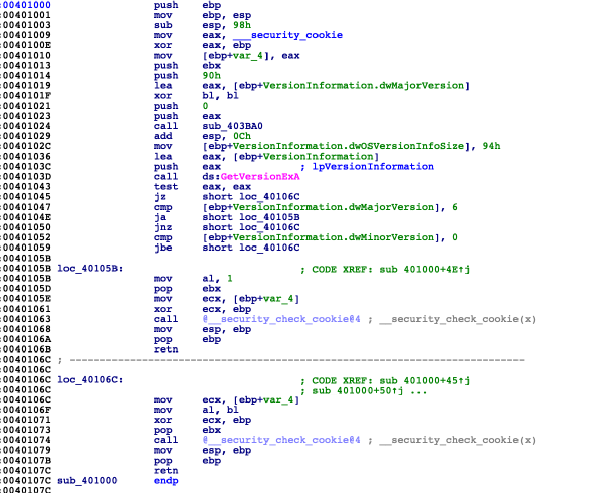 :00401000 push ebp
:00401001 mov ebp, esp
:00401003 sub esp, 98h
:00401009 mov eax, ___security_cookie
:0040100E xor eax, ebp
:00401010 mov [ebp+var_4], eax
:00401013 push ebx
:00401014 push 90h
:00401019 lea eax, [ebp+VersionInformation.dwMajorVersion]
:0040101F xor bl, bl
:00401021 push 0
:00401023 push eax
:00401024 call sub_403BA0
:00401029 add esp, 0Ch
:0040102C mov [ebp+VersionInformation.dwOSVersionInfoSize], 94h
:00401036 lea eax, [ebp+VersionInformation]
:0040103C push eax ; lpVersionInformation
:0040103D call ds:GetVersionExA
:00401043 test eax, eax
:00401045 jz short loc_40106C
:00401047 cmp [ebp+VersionInformation.dwMajorVersion], 6
:0040104E ja short loc_40105B
:00401050 jnz short loc_40106C
:00401052 cmp [ebp+VersionInformation.dwMinorVersion], 0
:00401059 jbe short loc_40106C
:0040105B
:0040105B loc_40105B: ; CODE XREF: sub_401000+4E↑j
:0040105B mov al, 1
:0040105D pop ebx
:0040105E mov ecx, [ebp+var_4]
:00401061 xor ecx, ebp
:00401063 call @__security_check_cookie@4 ; __security_check_cookie(x)
:00401068 mov esp, ebp
:0040106A pop ebp
:0040106B retn
:0040106C ; ---------------------------------------------------------------------------
:0040106C
:0040106C loc_40106C: ; CODE XREF: sub_401000+45↑j
:0040106C ; sub_401000+50↑j ...
:0040106C mov ecx, [ebp+var_4]
:0040106F mov al, bl
:00401071 xor ecx, ebp
:00401073 pop ebx
:00401074 call @__security_check_cookie@4 ; __security_check_cookie(x)
:00401079 mov esp, ebp
:0040107B pop ebp
:0040107C retn
:0040107C sub_401000 endp
:0040107C